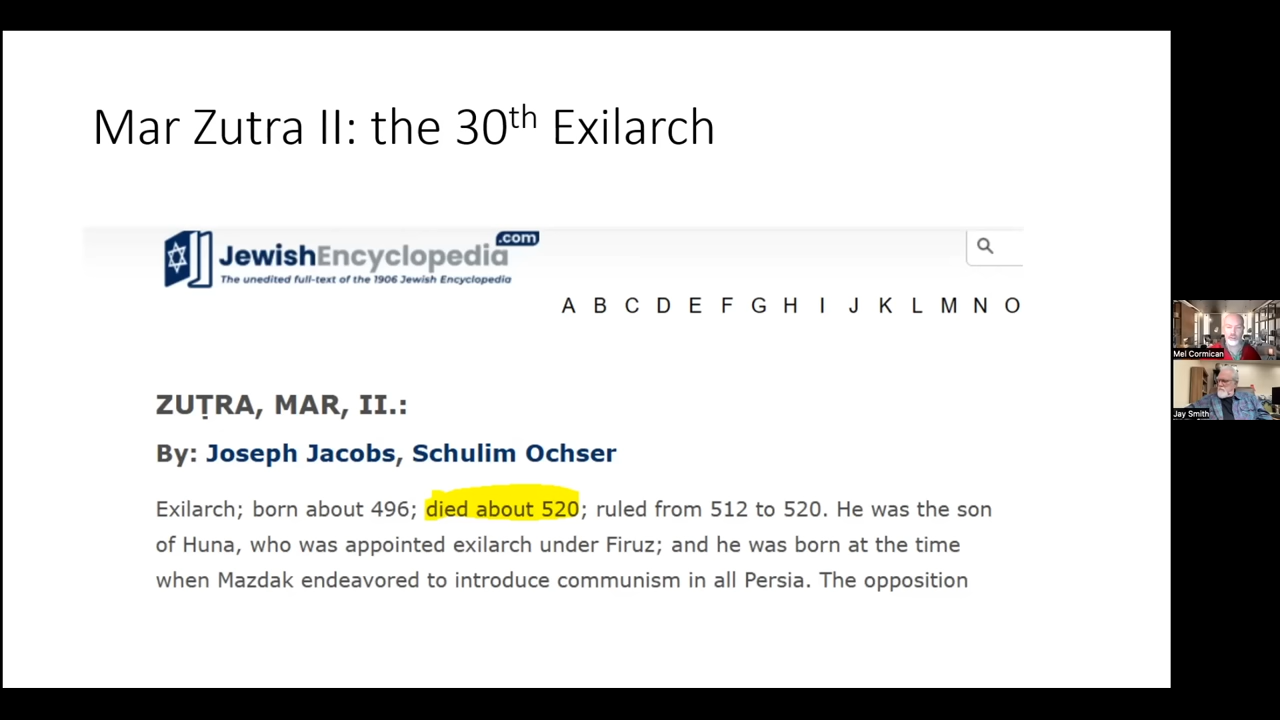 Mar Zutra II: the 30th Exilarch
JewishEncyclopedia.com
The unedited full-text of the 1906 Jewish Encyclopedia
A B C D E F G H I J K L M N O
ZUṬRA, MAR, II.:
By: Joseph Jacobs, Schulim Ochser
Exilarch; born about 496; died about 520; ruled from 512 to 520. He was the son
of Huna, who was appointed exilarch under Firuz; and he was born at the time
when Mazdak endeavored to introduce communism in all Persia. The opposition
Mel Cormican
Jay Smith